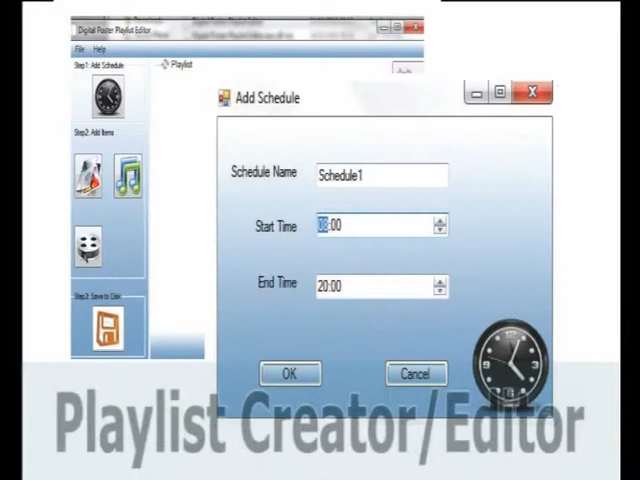 Digital Poster Playlist Editor
File Help
Step1: Add Schedule
Playlist
Step2: Add Items
Step3: Save to Disk
Add Schedule
Schedule Name
Schedule1
Start Time
08:00
End Time
20:00
OK
Cancel
Playlist Creator/Editor